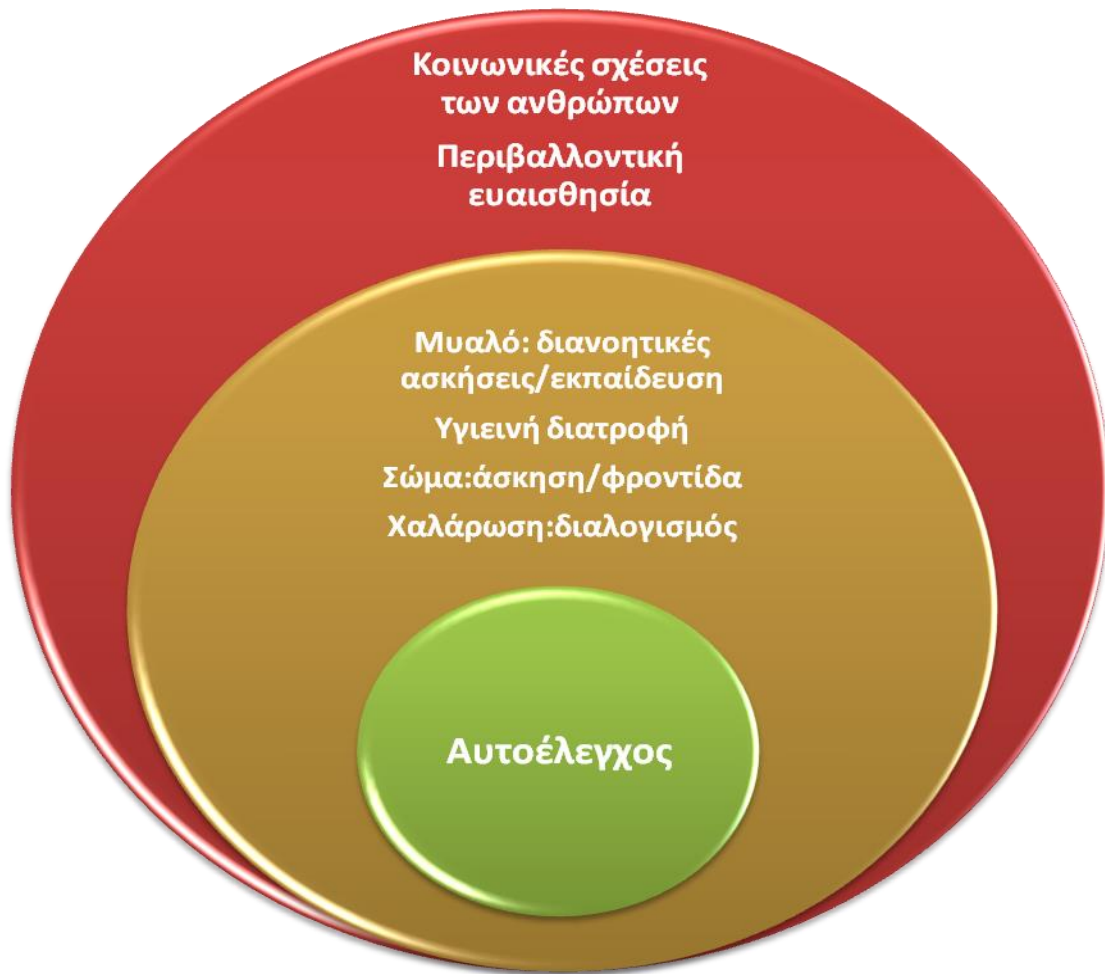 Κοινωνικές σχέσεις
των ανθρώπων
Περιβαλλοντική
ευαισθησία
Μυαλό: διανοητικές
ασκήσεις/εκπαίδευση
Υγιεινή διατροφή
Σώμα:άσκηση/φροντίδα
Χαλάρωση:διαλογισμός
Αυτοέλεγχος